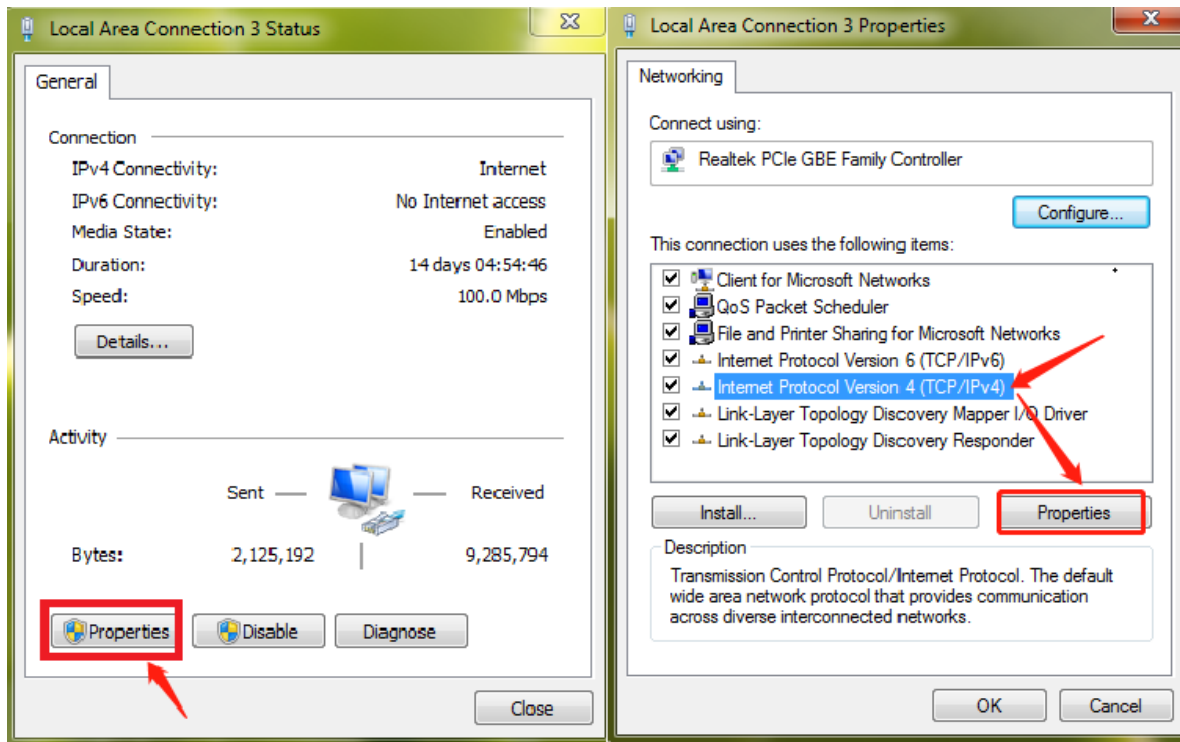 Local Area Connection 3 Status
General
Connection
IPv4 Connectivity: Internet
IPv6 Connectivity: No Internet access
Media State: Enabled
Duration: 14 days 04:54:46
Speed: 100.0 Mbps
Details...
Activity
Sent Received
Bytes: 2,125,192 9,285,794
Properties Disable Diagnose
Close
Local Area Connection 3 Properties
Networking
Connect using:
Realtek PCIe GBE Family Controller
Configure...
This connection uses the following items:
Client for Microsoft Networks
QoS Packet Scheduler
File and Printer Sharing for Microsoft Networks
Internet Protocol Version 6 (TCP/IPv6)
Internet Protocol Version 4 (TCP/IPv4)
Link-Layer Topology Discovery Mapper I/O Driver
Link-Layer Topology Discovery Responder
Install... Uninstall Properties
Description
Transmission Control Protocol/Internet Protocol. The default
wide area network protocol that provides communication
across diverse interconnected networks.
OK Cancel